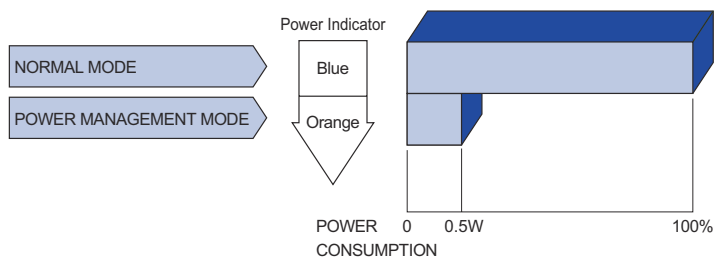 Power Indicator
NORMAL MODE
Blue
POWER MANAGEMENT MODE
Orange
POWER CONSUMPTION
0
0.5W
100%